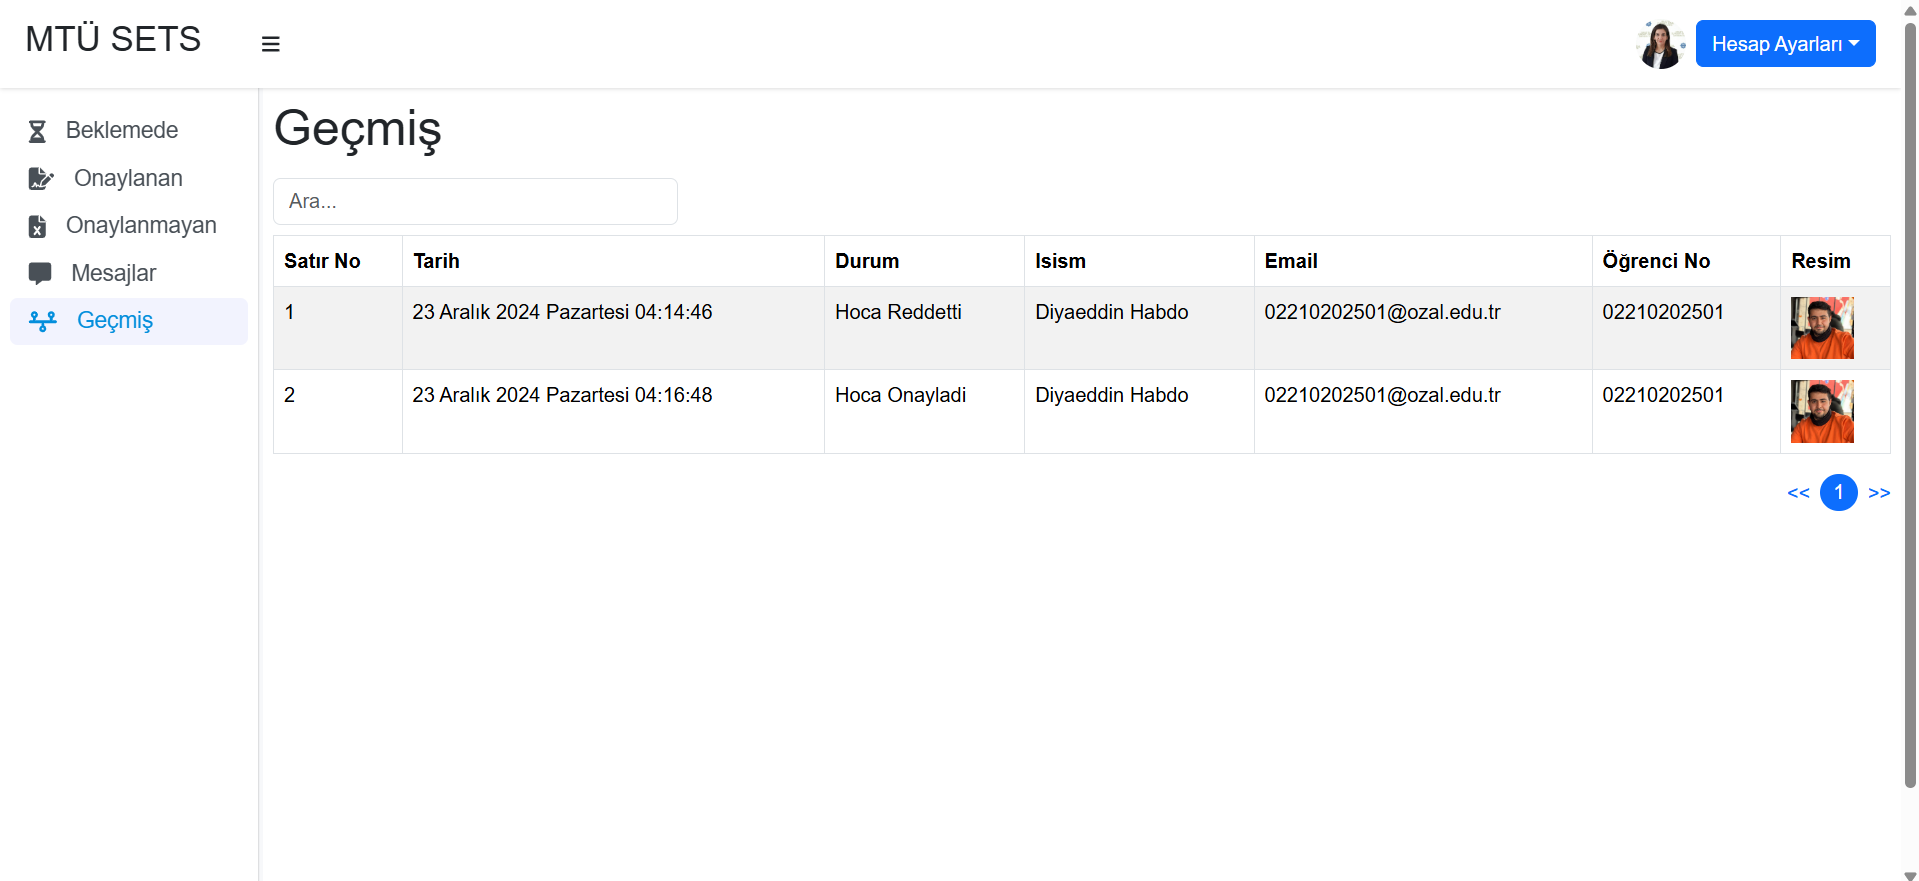 MTÜ SETS
Hesap Ayarları
Beklemede
Onaylanan
Onaylanmayan
Mesajlar
Geçmiş
Geçmiş
Ara...
Satır No Tarih Durum Isism Email Öğrenci No Resim
1 23 Aralık 2024 Pazartesi 04:14:46 Hoca Reddetti Diyaeddin Habdo 02210202501@ozal.edu.tr 02210202501
2 23 Aralık 2024 Pazartesi 04:16:48 Hoca Onayladi Diyaeddin Habdo 02210202501@ozal.edu.tr 02210202501
<< 1 >>